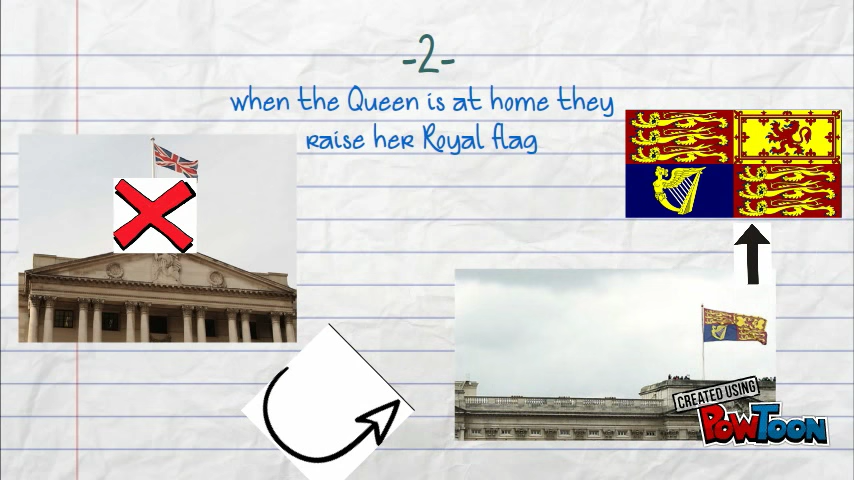 -2-
when the Queen is at home they
raise her Royal flag
CREATED USING
POWTOON